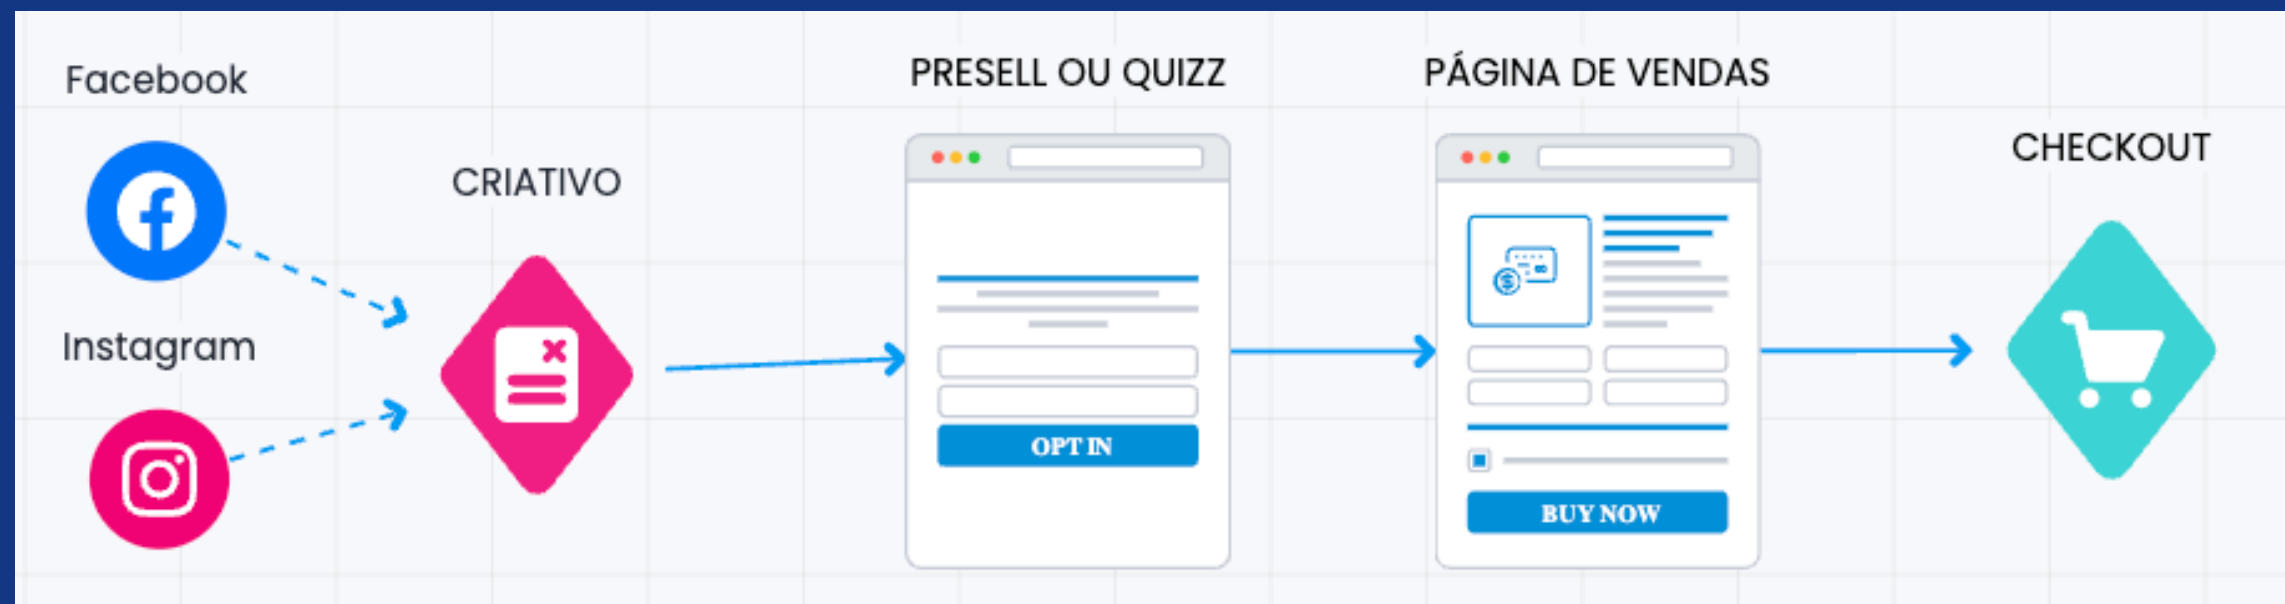 Facebook
Instagram
CRIATIVO
PRESELL OU QUIZZ
OPT IN
PÁGINA DE VENDAS
BUY NOW
CHECKOUT